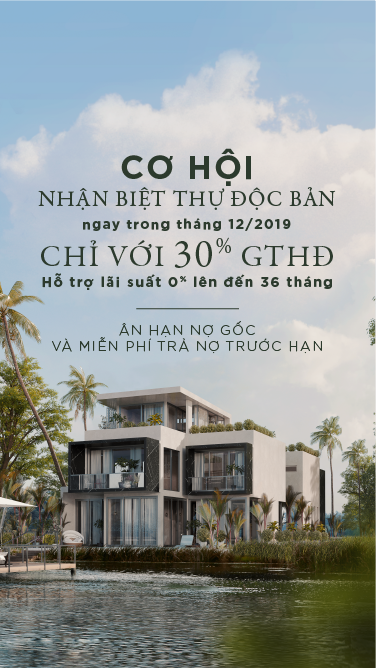 CƠ HỘI
NHẬN BIỆT THỰ ĐỘC BẢN
ngay trong tháng 12/2019
CHỈ VỚI 30% GTHĐ
Hỗ trợ lãi suất 0% lên đến 36 tháng
ÂN HẠN NỢ GỐC
VÀ MIỄN PHÍ TRẢ NỢ TRƯỚC HẠN